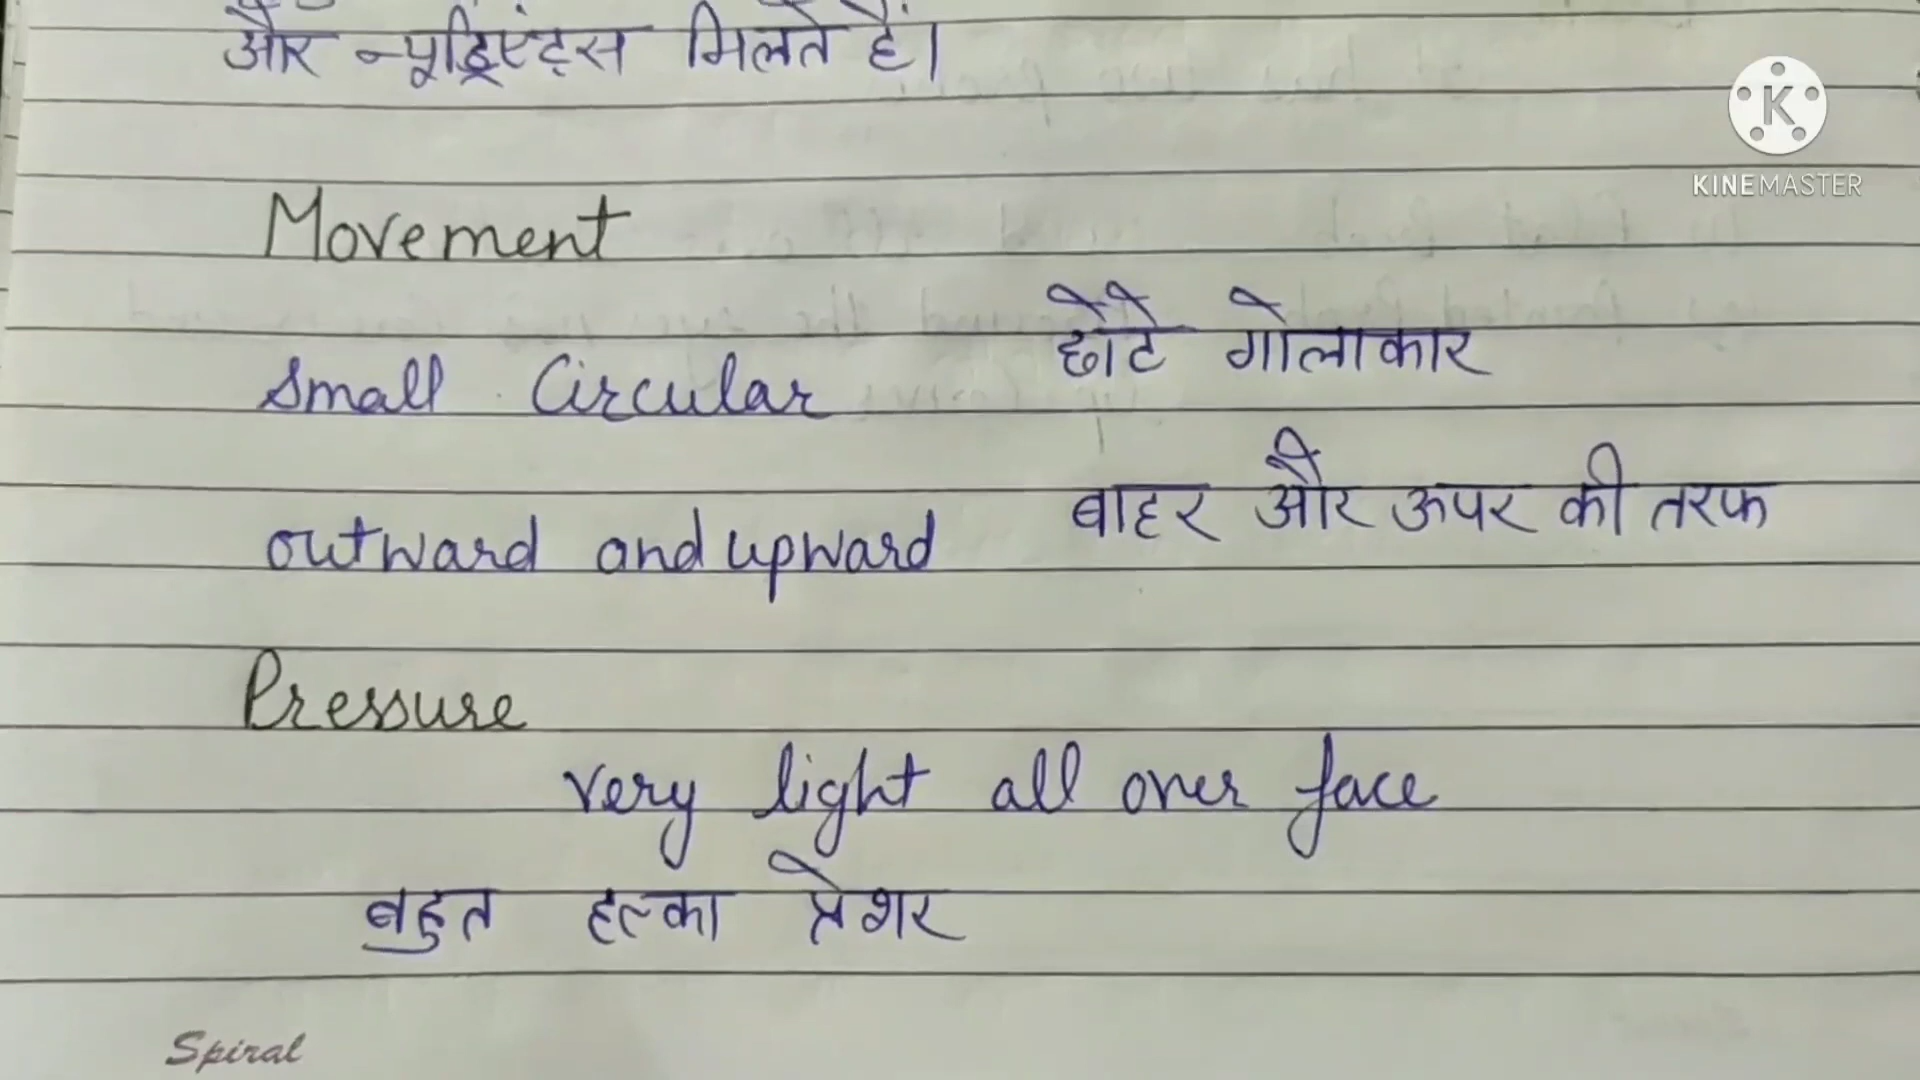 और न्यूट्रिएंट्स मिलते हैं।
K
KINEMASTER
Movement
छोटे गोलाकार
Small Circular
बाहर और ऊपर की तरफ
outward and upward
Pressure
very light all over face
बहुत हल्का प्रेशर
Spiral